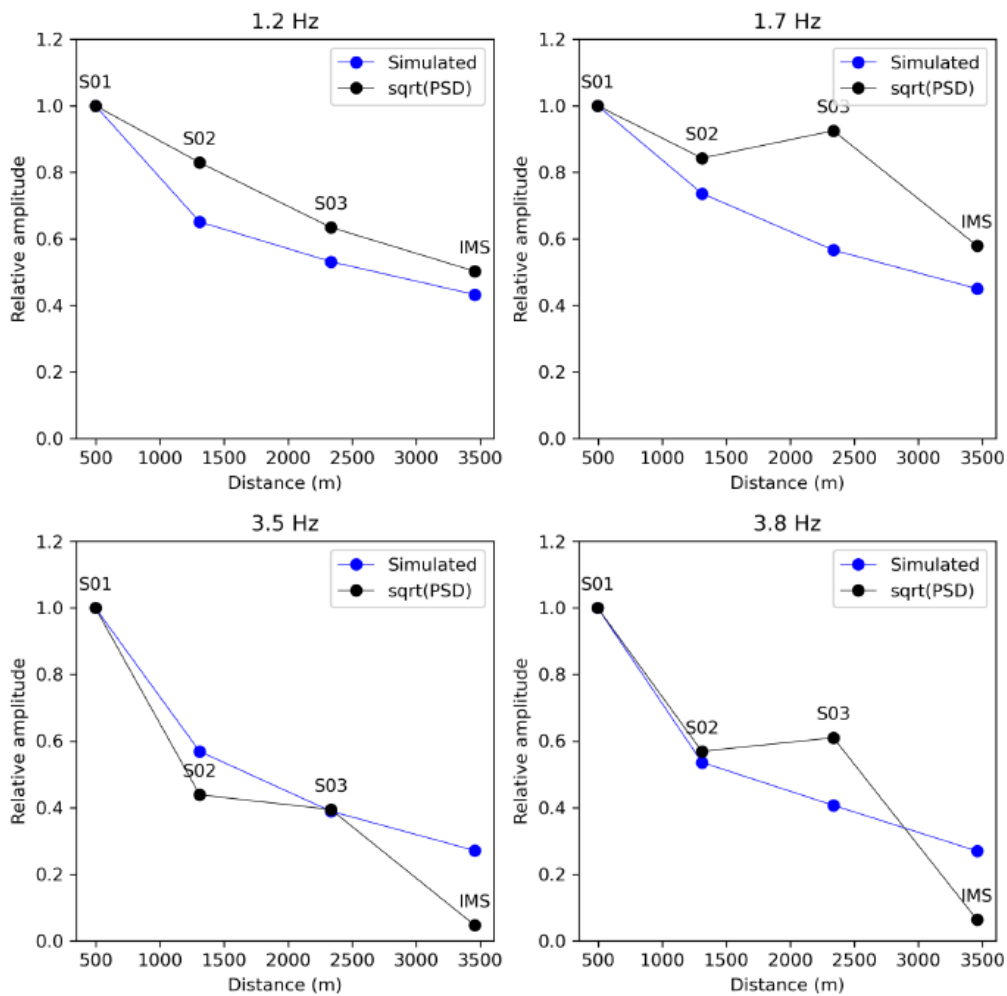 1.2 Hz
1.2
1.0
0.8
0.6
0.4
0.2
0.0
Relative amplitude
S01
S02
S03
IMS
Simulated
sqrt(PSD)
500 1000 1500 2000 2500 3000 3500
Distance (m)
1.7 Hz
1.2
1.0
0.8
0.6
0.4
0.2
0.0
Relative amplitude
S01
S02
S03
IMS
Simulated
sqrt(PSD)
500 1000 1500 2000 2500 3000 3500
Distance (m)
3.5 Hz
1.2
1.0
0.8
0.6
0.4
0.2
0.0
Relative amplitude
S01
S02
S03
IMS
Simulated
sqrt(PSD)
500 1000 1500 2000 2500 3000 3500
Distance (m)
3.8 Hz
1.2
1.0
0.8
0.6
0.4
0.2
0.0
Relative amplitude
S01
S02
S03
IMS
Simulated
sqrt(PSD)
500 1000 1500 2000 2500 3000 3500
Distance (m)